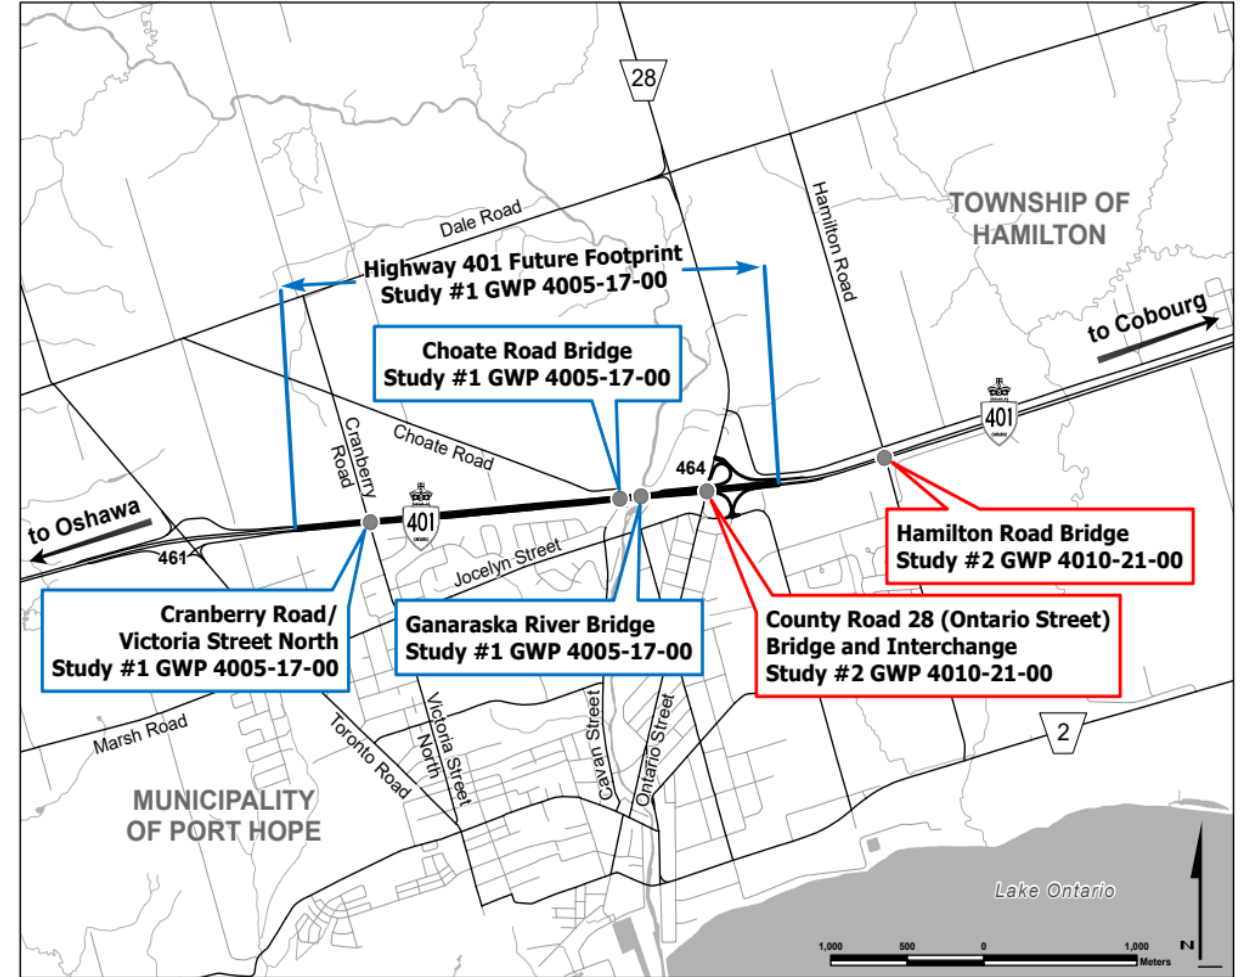 28
TOWNSHIP OF
HAMILTON
Hamilton Road
Dale Road
Highway 401 Future Footprint
Study #1 GWP 4005-17-00
to Cobourg
Choate Road Bridge
Study #1 GWP 4005-17-00
401
Cranberry
Road
Choate Road
464
to Oshawa
401
461
Jocelyn Street
Hamilton Road Bridge
Study #2 GWP 4010-21-00
Cranberry Road/
Victoria Street North
Study #1 GWP 4005-17-00
Ganaraska River Bridge
Study #1 GWP 4005-17-00
County Road 28 (Ontario Street)
Bridge and Interchange
Study #2 GWP 4010-21-00
Marsh Road
Toronto Road
Victoria Street
North
Cavan Street
Ontario Street
2
MUNICIPALITY
OF PORT HOPE
Lake Ontario
1,000 500 0 1,000
Meters
N